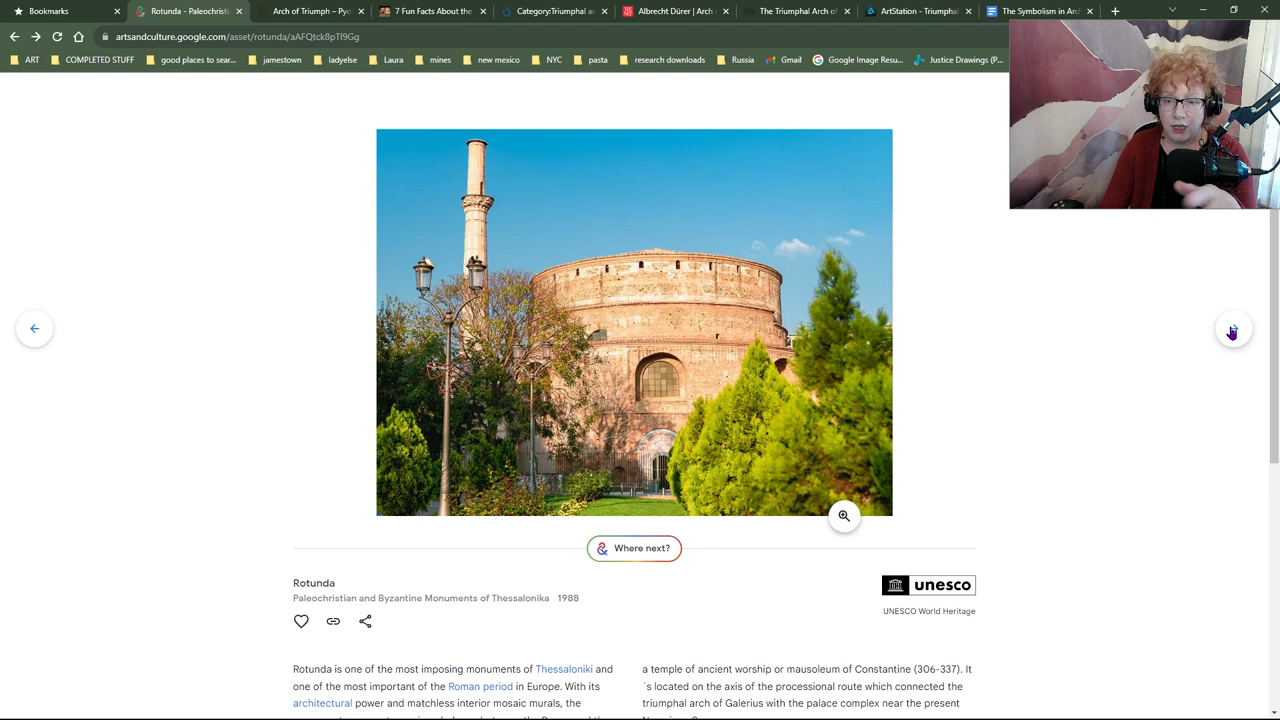 Bookmarks
Rotunda - Paleochristi
Arch of Triumph – Pyo
7 Fun Facts About the
Category:Triumphal ar
Albrecht Dürer | Arch o
The Triumphal Arch of
ArtStation - Triumphal
The Symbolism in Arc
artsandculture.google.com/asset/rotunda/aAFQtck8pTI9Gg
ART
COMPLETED STUFF
good places to sear...
jamestown
ladyelse
Laura
mines
new mexico
NYC
pasta
research downloads
Russia
Gmail
Google Image Resu...
Justice Drawings (P...
Where next?
Rotunda
Paleochristian and Byzantine Monuments of Thessalonika 1988
unesco
UNESCO World Heritage
Rotunda is one of the most imposing monuments of Thessaloniki and
one of the most important of the Roman period in Europe. With its
architectural power and matchless interior mosaic murals, the
a temple of ancient worship or mausoleum of Constantine (306-337). It
´s located on the axis of the processional route which connected the
triumphal arch of Galerius with the palace complex near the present